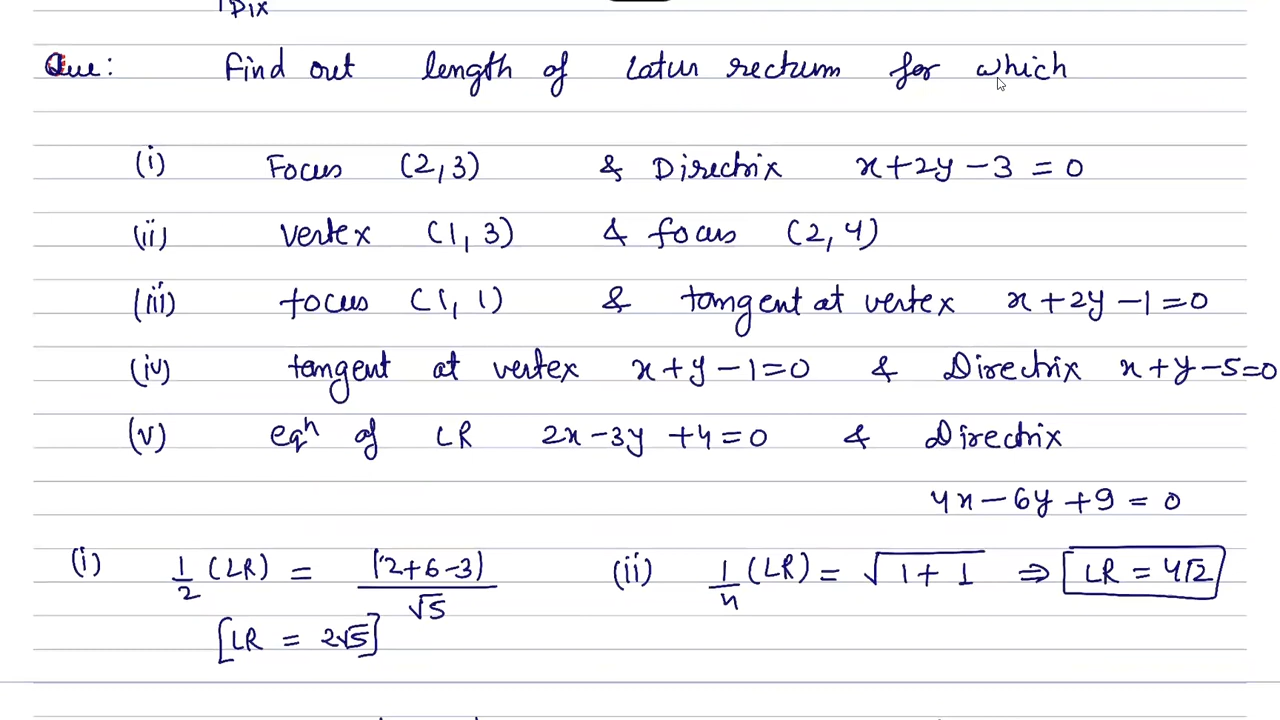 PIX
Que: Find out length of Latus rectum for which
(i) Focus (2,3) & Directrix x+2y-3=0
(ii) vertex (1,3) & focus (2,4)
(iii) focus (1,1) & tangent at vertex x+2y-1=0
(iv) tangent at vertex x+y-1=0 & Directrix x+y-5=0
(v) eqn of LR 2x-3y+4=0 & Directrix
4x-6y+9=0
(i) 1/2 (LR) = |2+6-3|/√5 (ii) 1/4 (LR) = √1+1 ⇒ LR = 4√2
[LR = 2√5]